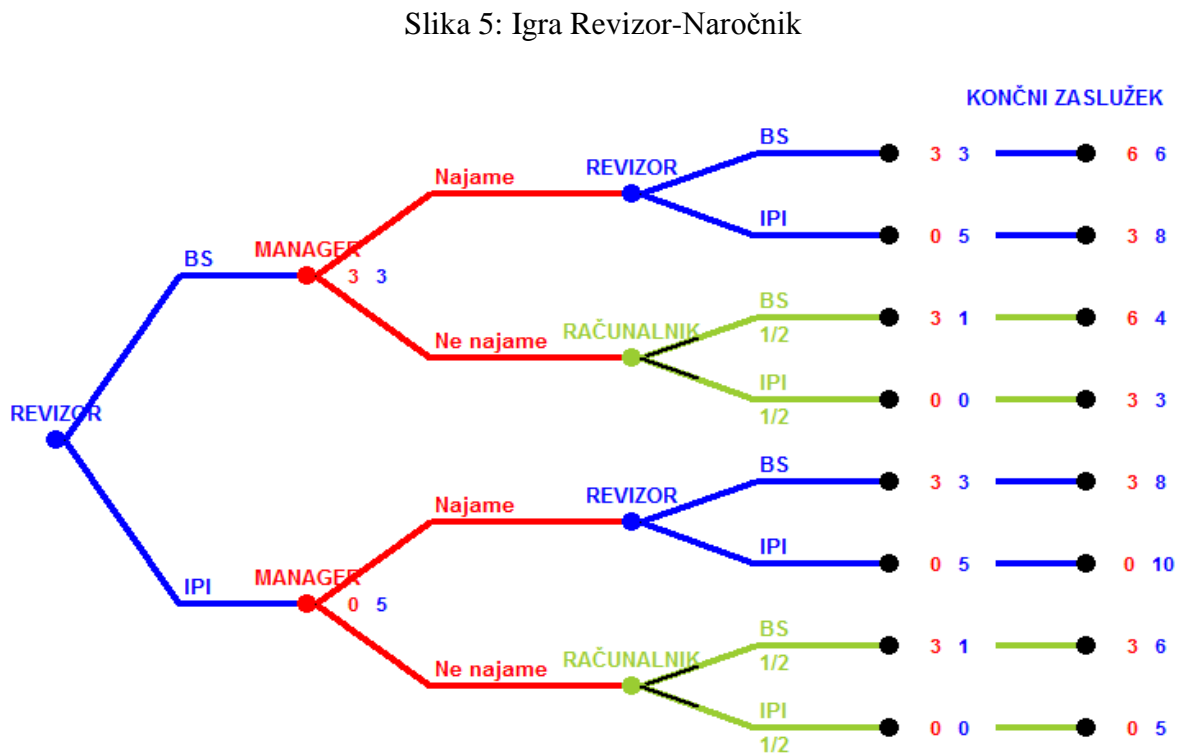 Slika 5: Igra Revizor-Naročnik
KONČNI ZASLUŽEK
BS
3 3 6 6
REVIZOR
Najame
IPI
0 5 3 8
MANAGER
BS
3 3
BS
3 1 6 4
RAČUNALNIK
1/2
Ne najame
IPI
0 0 3 3
1/2
REVIZOR
BS
3 3 3 8
REVIZOR
Najame
IPI
0 5 0 10
MANAGER
IPI
0 5
BS
3 1 3 6
RAČUNALNIK
1/2
Ne najame
IPI
0 0 0 5
1/2